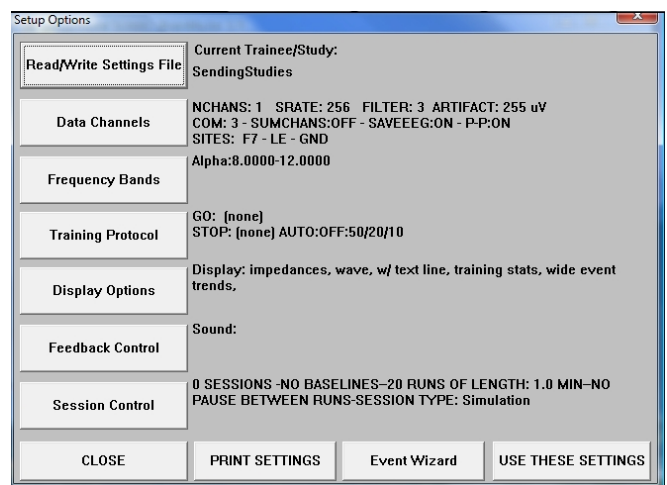 Setup Options
X
Read/Write Settings File
Current Trainee/Study:
SendingStudies
Data Channels
NCHANS: 1 SRATE: 256 FILTER: 3 ARTIFACT: 255 uV
COM: 3 - SUMCHANS:OFF - SAVEEEG:ON - P-P:ON
SITES: F7 - LE - GND
Frequency Bands
Alpha:8.0000-12.0000
Training Protocol
GO: (none)
STOP: (none) AUTO:OFF:50/20/10
Display Options
Display: impedances, wave, w/ text line, training stats, wide event
trends,
Feedback Control
Sound:
Session Control
0 SESSIONS -NO BASELINES--20 RUNS OF LENGTH: 1.0 MIN--NO
PAUSE BETWEEN RUNS-SESSION TYPE: Simulation
CLOSE
PRINT SETTINGS
Event Wizard
USE THESE SETTINGS